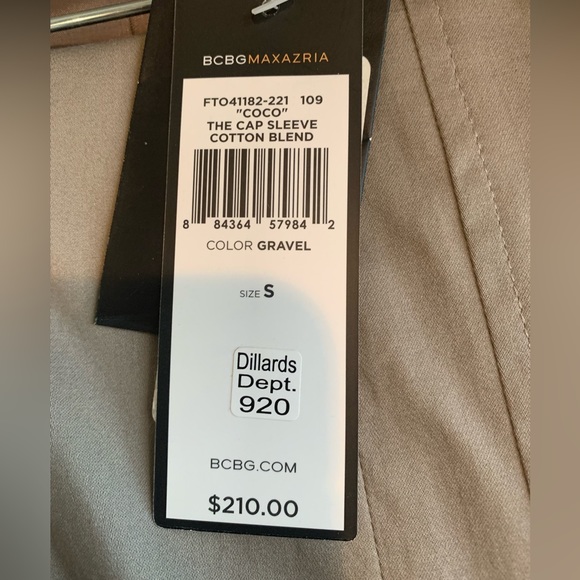 BCBGMAXAZRIA
FTO41182-221 109
"COCO"
THE CAP SLEEVE
COTTON BLEND
8 84364 57984 2
COLOR GRAVEL
SIZE S
Dillards
Dept.
920
BCBG.COM
$210.00